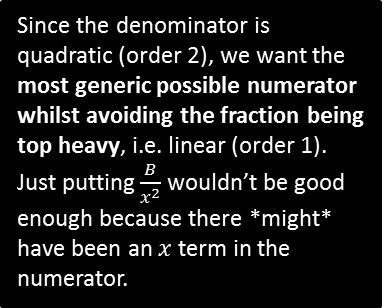 Since the denominator is
quadratic (order 2), we want the
most generic possible numerator
whilst avoiding the fraction being
top heavy, i.e. linear (order 1).
Just putting B/x² wouldn’t be good
enough because there *might*
have been an x term in the
numerator.